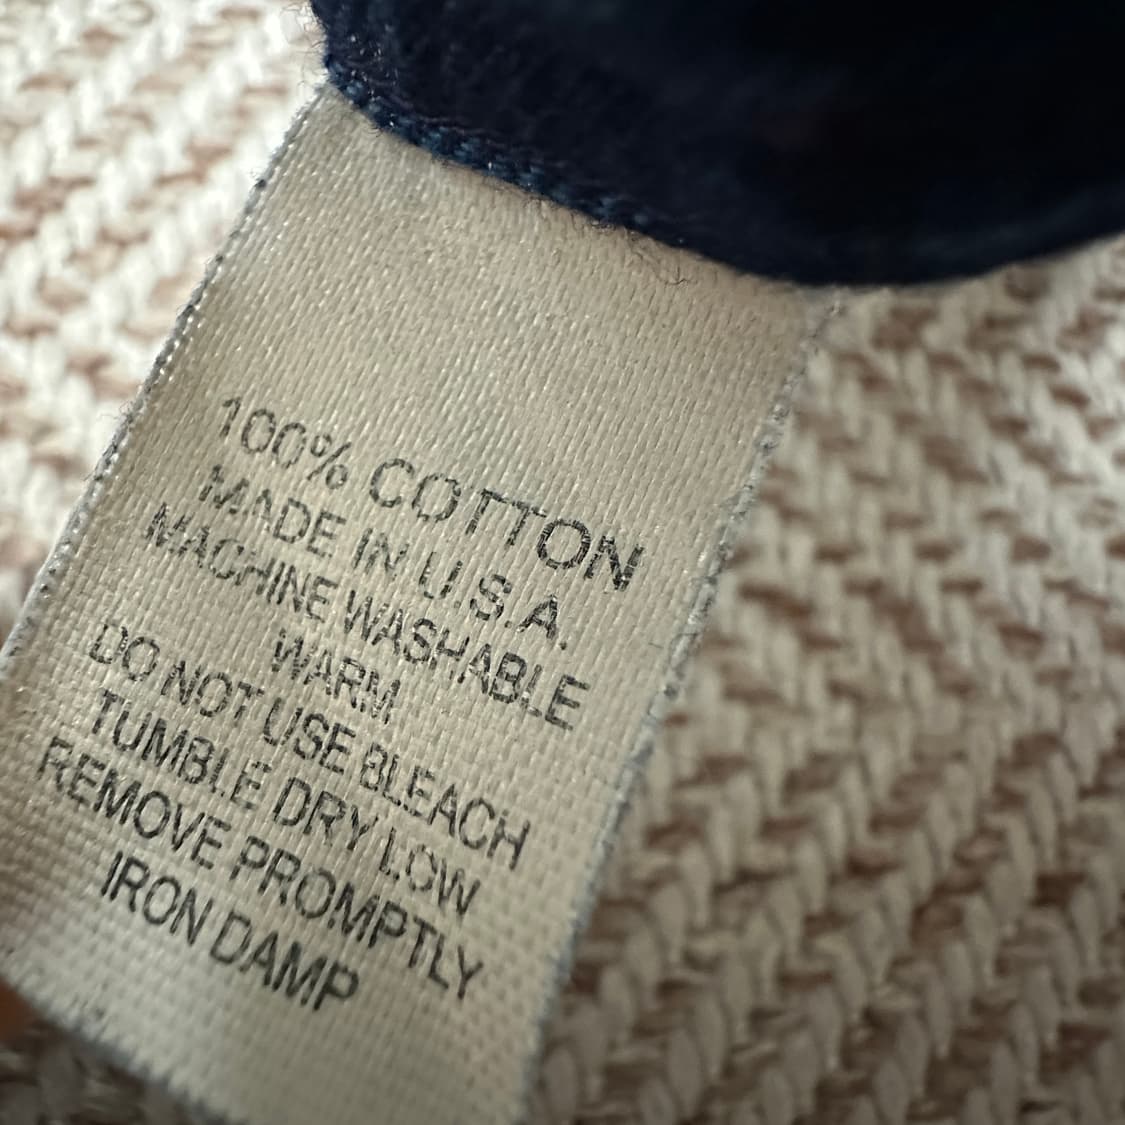 100% COTTON
MADE IN U.S.A.
MACHINE WASHABLE
WARM
DO NOT USE BLEACH
TUMBLE DRY LOW
REMOVE PROMPTLY
IRON DAMP